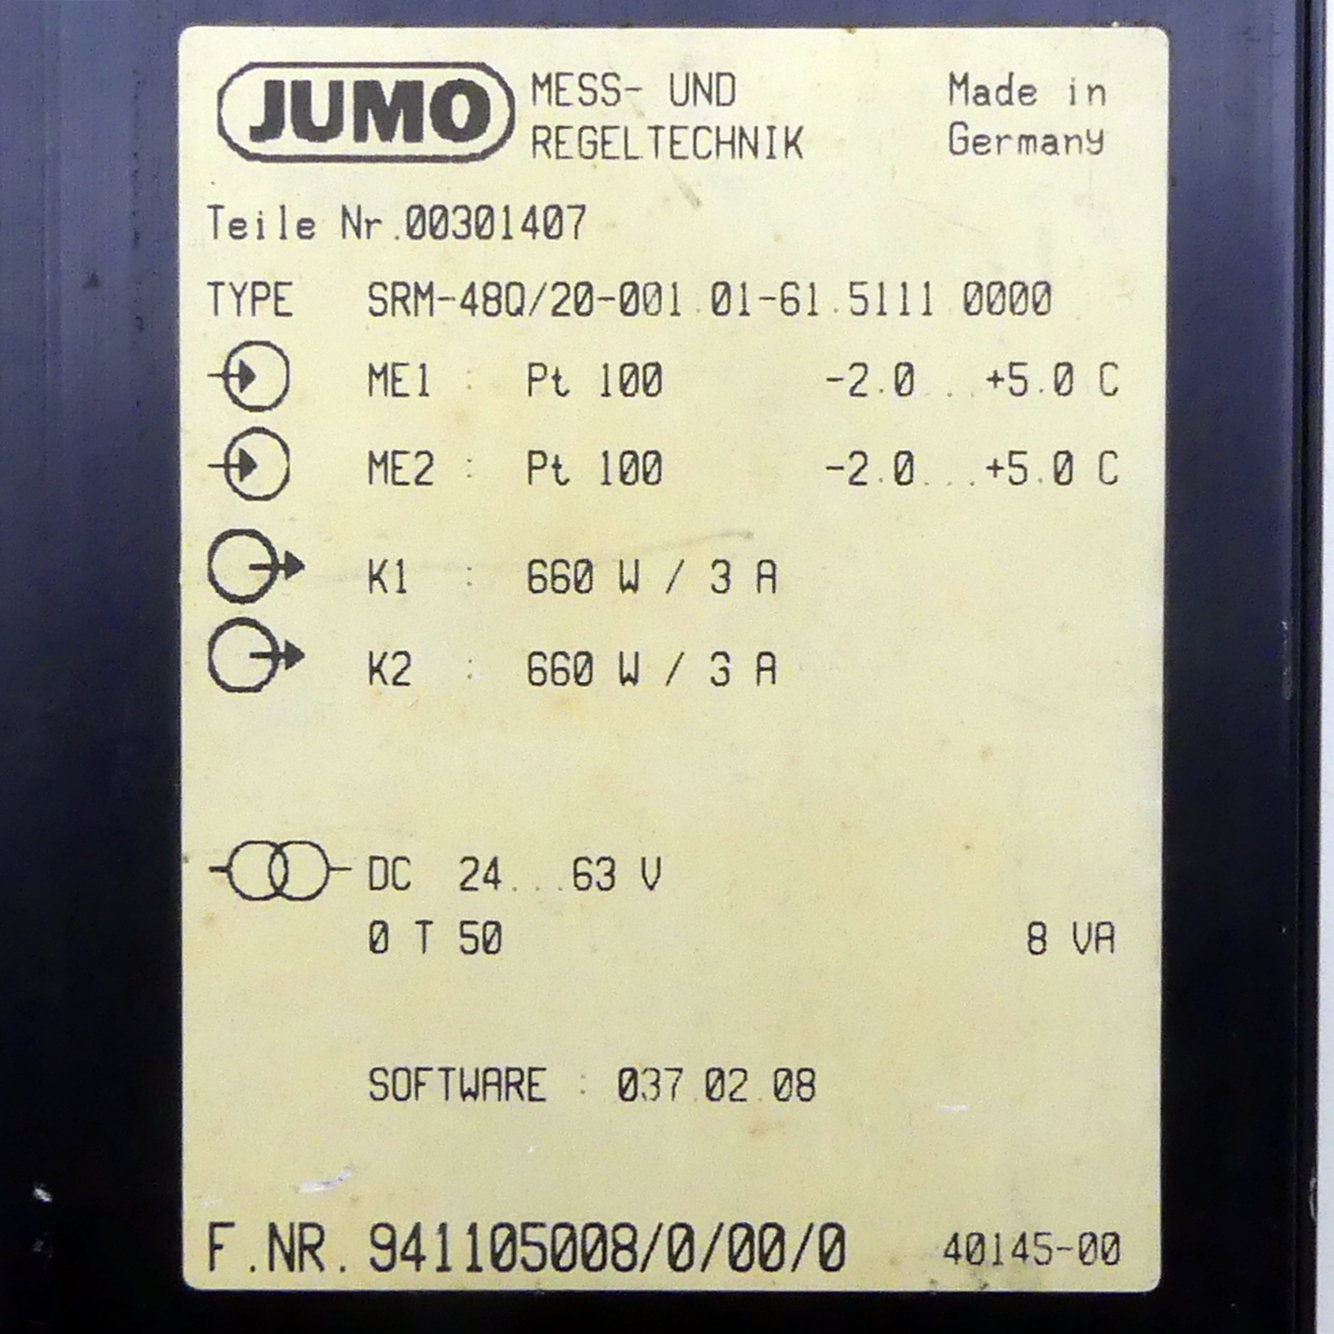 JUMO MESS- UND REGELTECHNIK
Made in Germany
Teile Nr.00301407
TYPE SRM-48Q/20-001.01-61.5111.0000
ME1 : Pt 100 -2.0...+5.0 C
ME2 : Pt 100 -2.0...+5.0 C
K1 : 660 W / 3 A
K2 : 660 W / 3 A
DC 24...63 V
0 T 50 8 VA
SOFTWARE : 037.02.08
F.NR. 941105008/0/00/0 40145-00